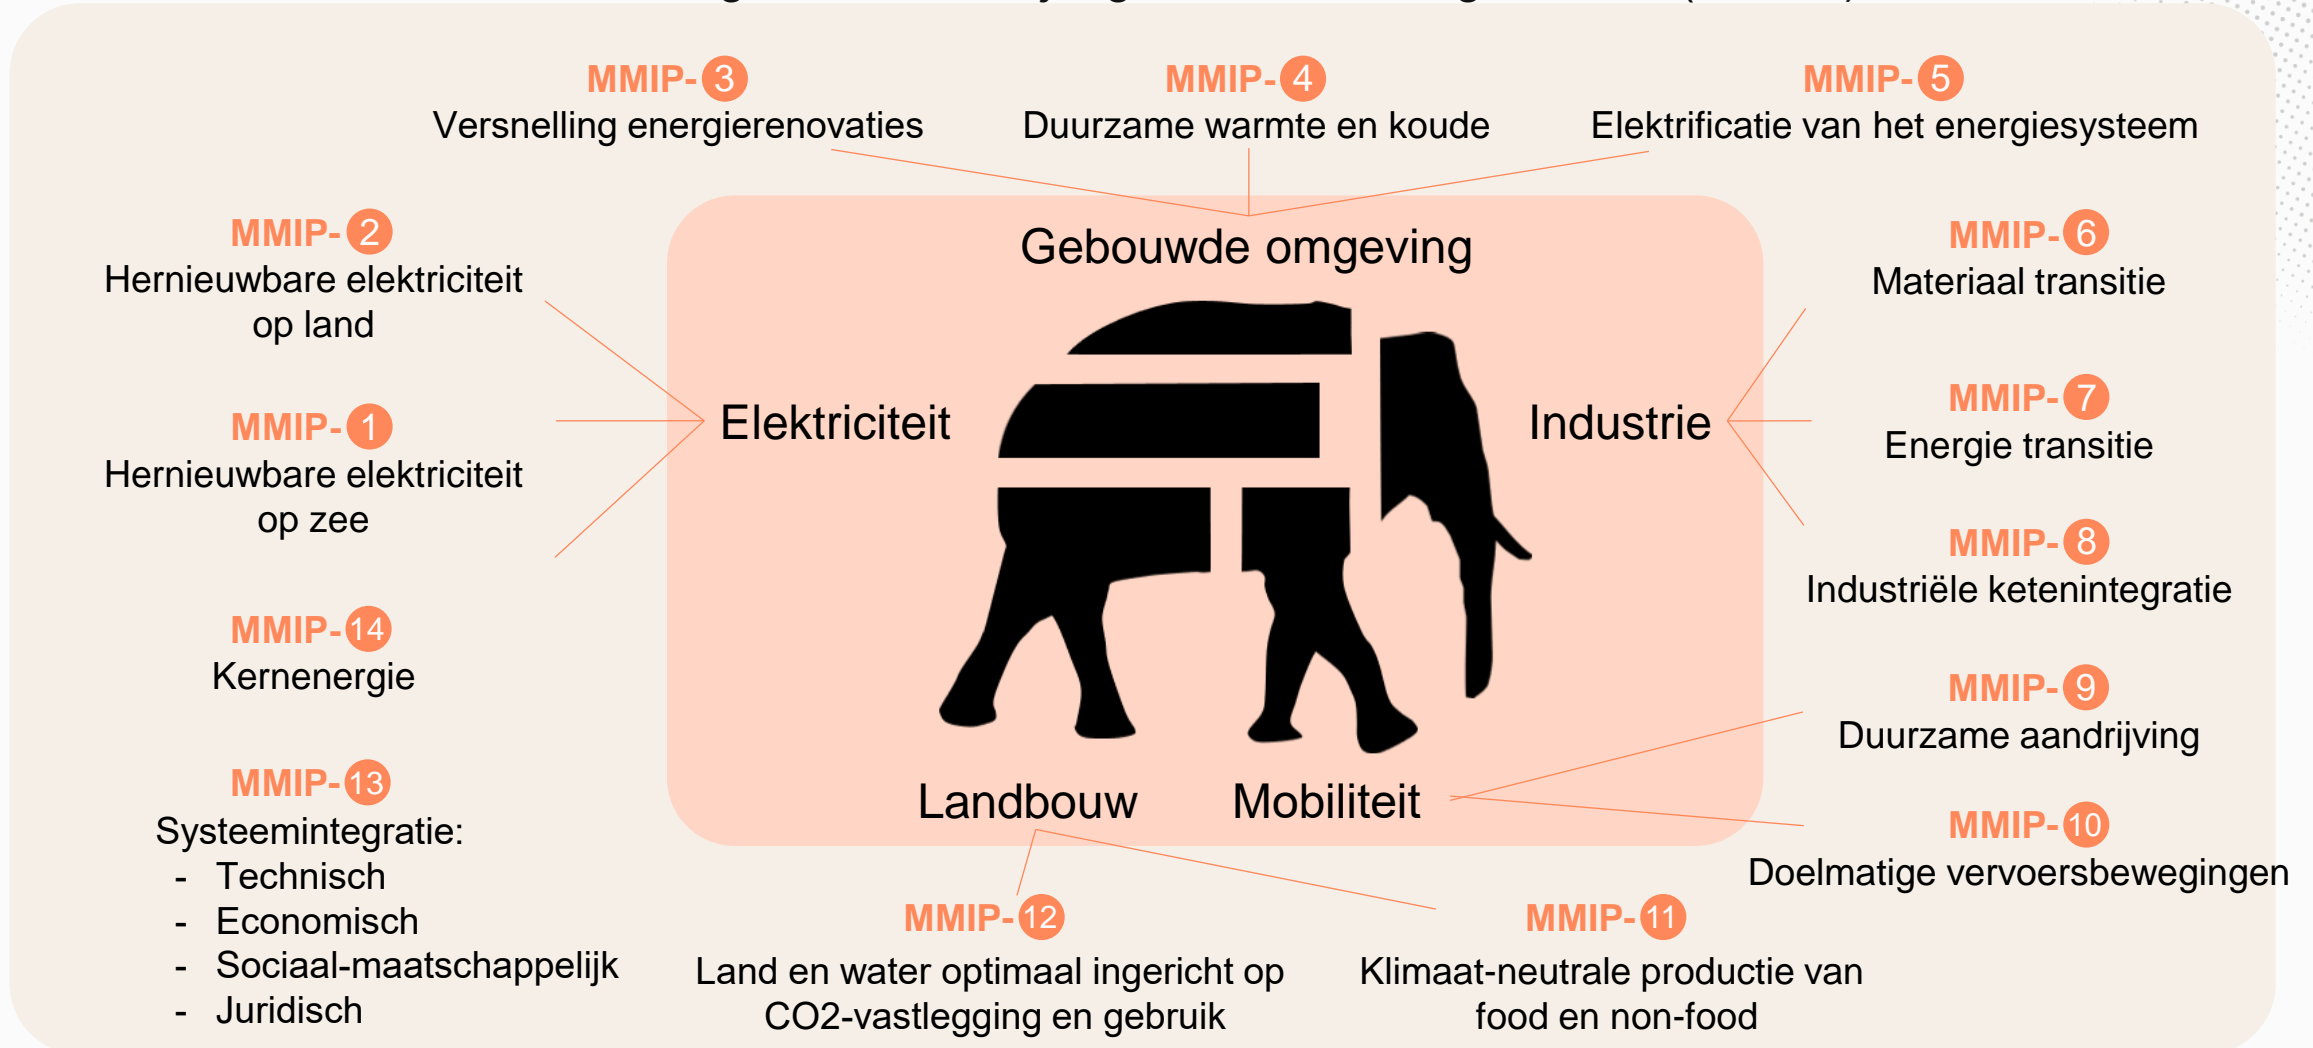 MMIP-3
Versnelling energierenovaties
MMIP-4
Duurzame warmte en koude
MMIP-5
Elektrificatie van het energiesysteem
MMIP-2
Hernieuwbare elektriciteit
op land
MMIP-1
Hernieuwbare elektriciteit
op zee
MMIP-14
Kernenergie
MMIP-13
Systeemintegratie:
- Technisch
- Economisch
- Sociaal-maatschappelijk
- Juridisch
Gebouwde omgeving
Elektriciteit
Industrie
Landbouw
Mobiliteit
MMIP-6
Materiaal transitie
MMIP-7
Energie transitie
MMIP-8
Industriële ketenintegratie
MMIP-9
Duurzame aandrijving
MMIP-10
Doelmatige vervoersbewegingen
MMIP-12
Land en water optimaal ingericht op
CO2-vastlegging en gebruik
MMIP-11
Klimaat-neutrale productie van
food en non-food